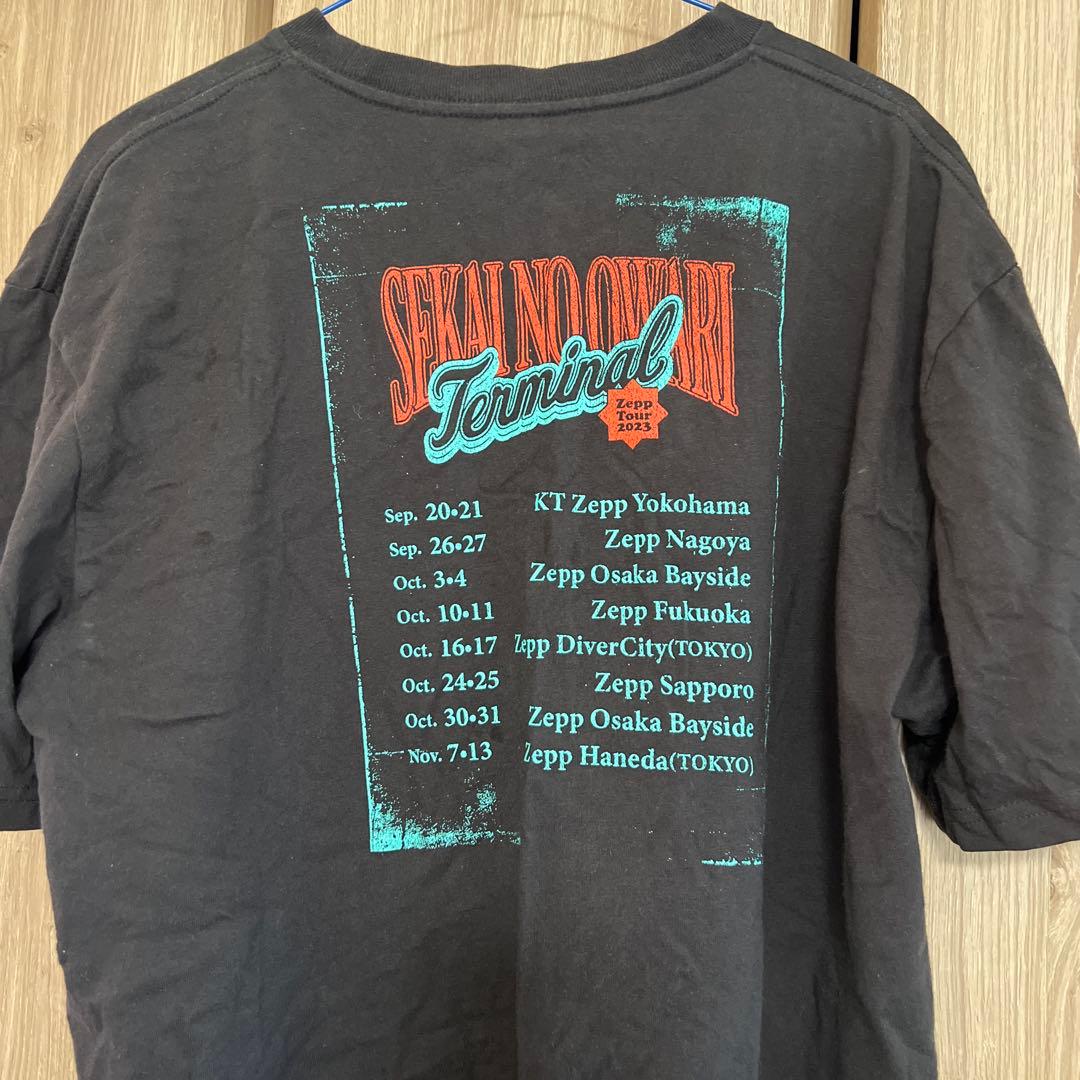 SEKAI NO OWARI
Terminal
Zepp
Tour
2023
Sep. 20•21 KT Zepp Yokohama
Sep. 26•27 Zepp Nagoya
Oct. 3•4 Zepp Osaka Bayside
Oct. 10•11 Zepp Fukuoka
Oct. 16•17 Zepp DiverCity(TOKYO)
Oct. 24•25 Zepp Sapporo
Oct. 30•31 Zepp Osaka Bayside
Nov. 7•13 Zepp Haneda(TOKYO)